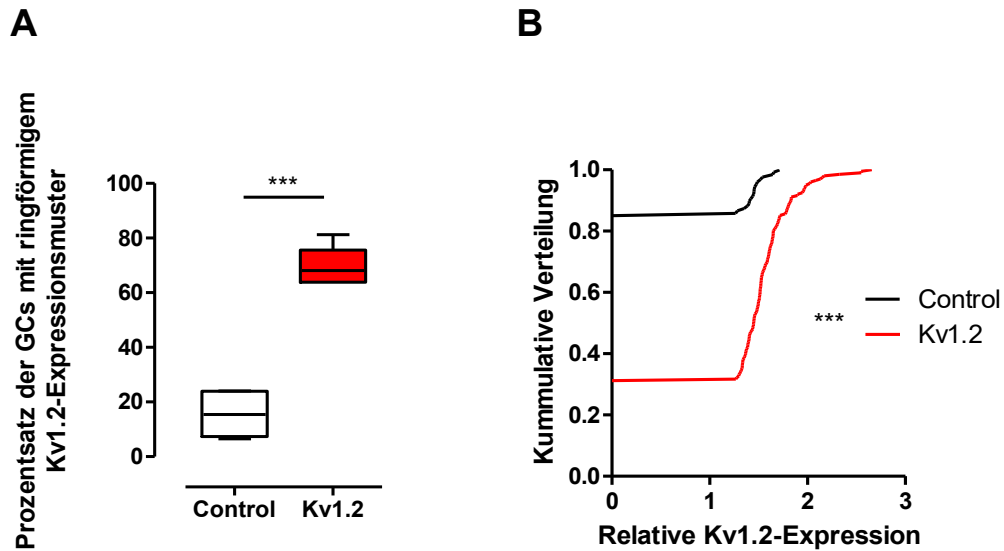 A
Prozentsatz der GCs mit ringförmigem
Kv1.2-Expressionsmuster
100
80
60
40
20
0
***
Control
Kv1.2
B
Kummulative Verteilung
1.0
0.8
0.6
0.4
0.2
0.0
0
1
2
3
Relative Kv1.2-Expression
***
Control
Kv1.2